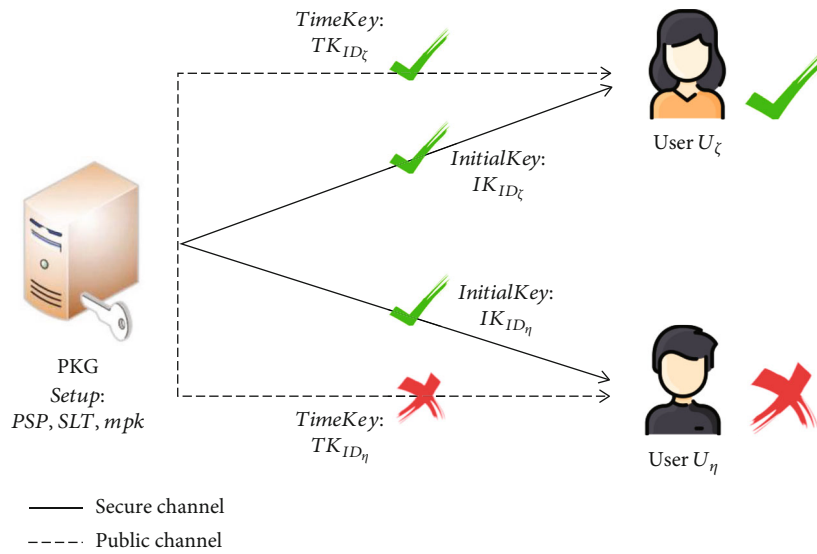 TimeKey:
TK_{ID_ζ}
InitialKey:
IK_{ID_ζ}
User U_ζ
InitialKey:
IK_{ID_η}
PKG
Setup:
PSP, SLT, mpk
TimeKey:
TK_{ID_η}
User U_η
Secure channel
Public channel